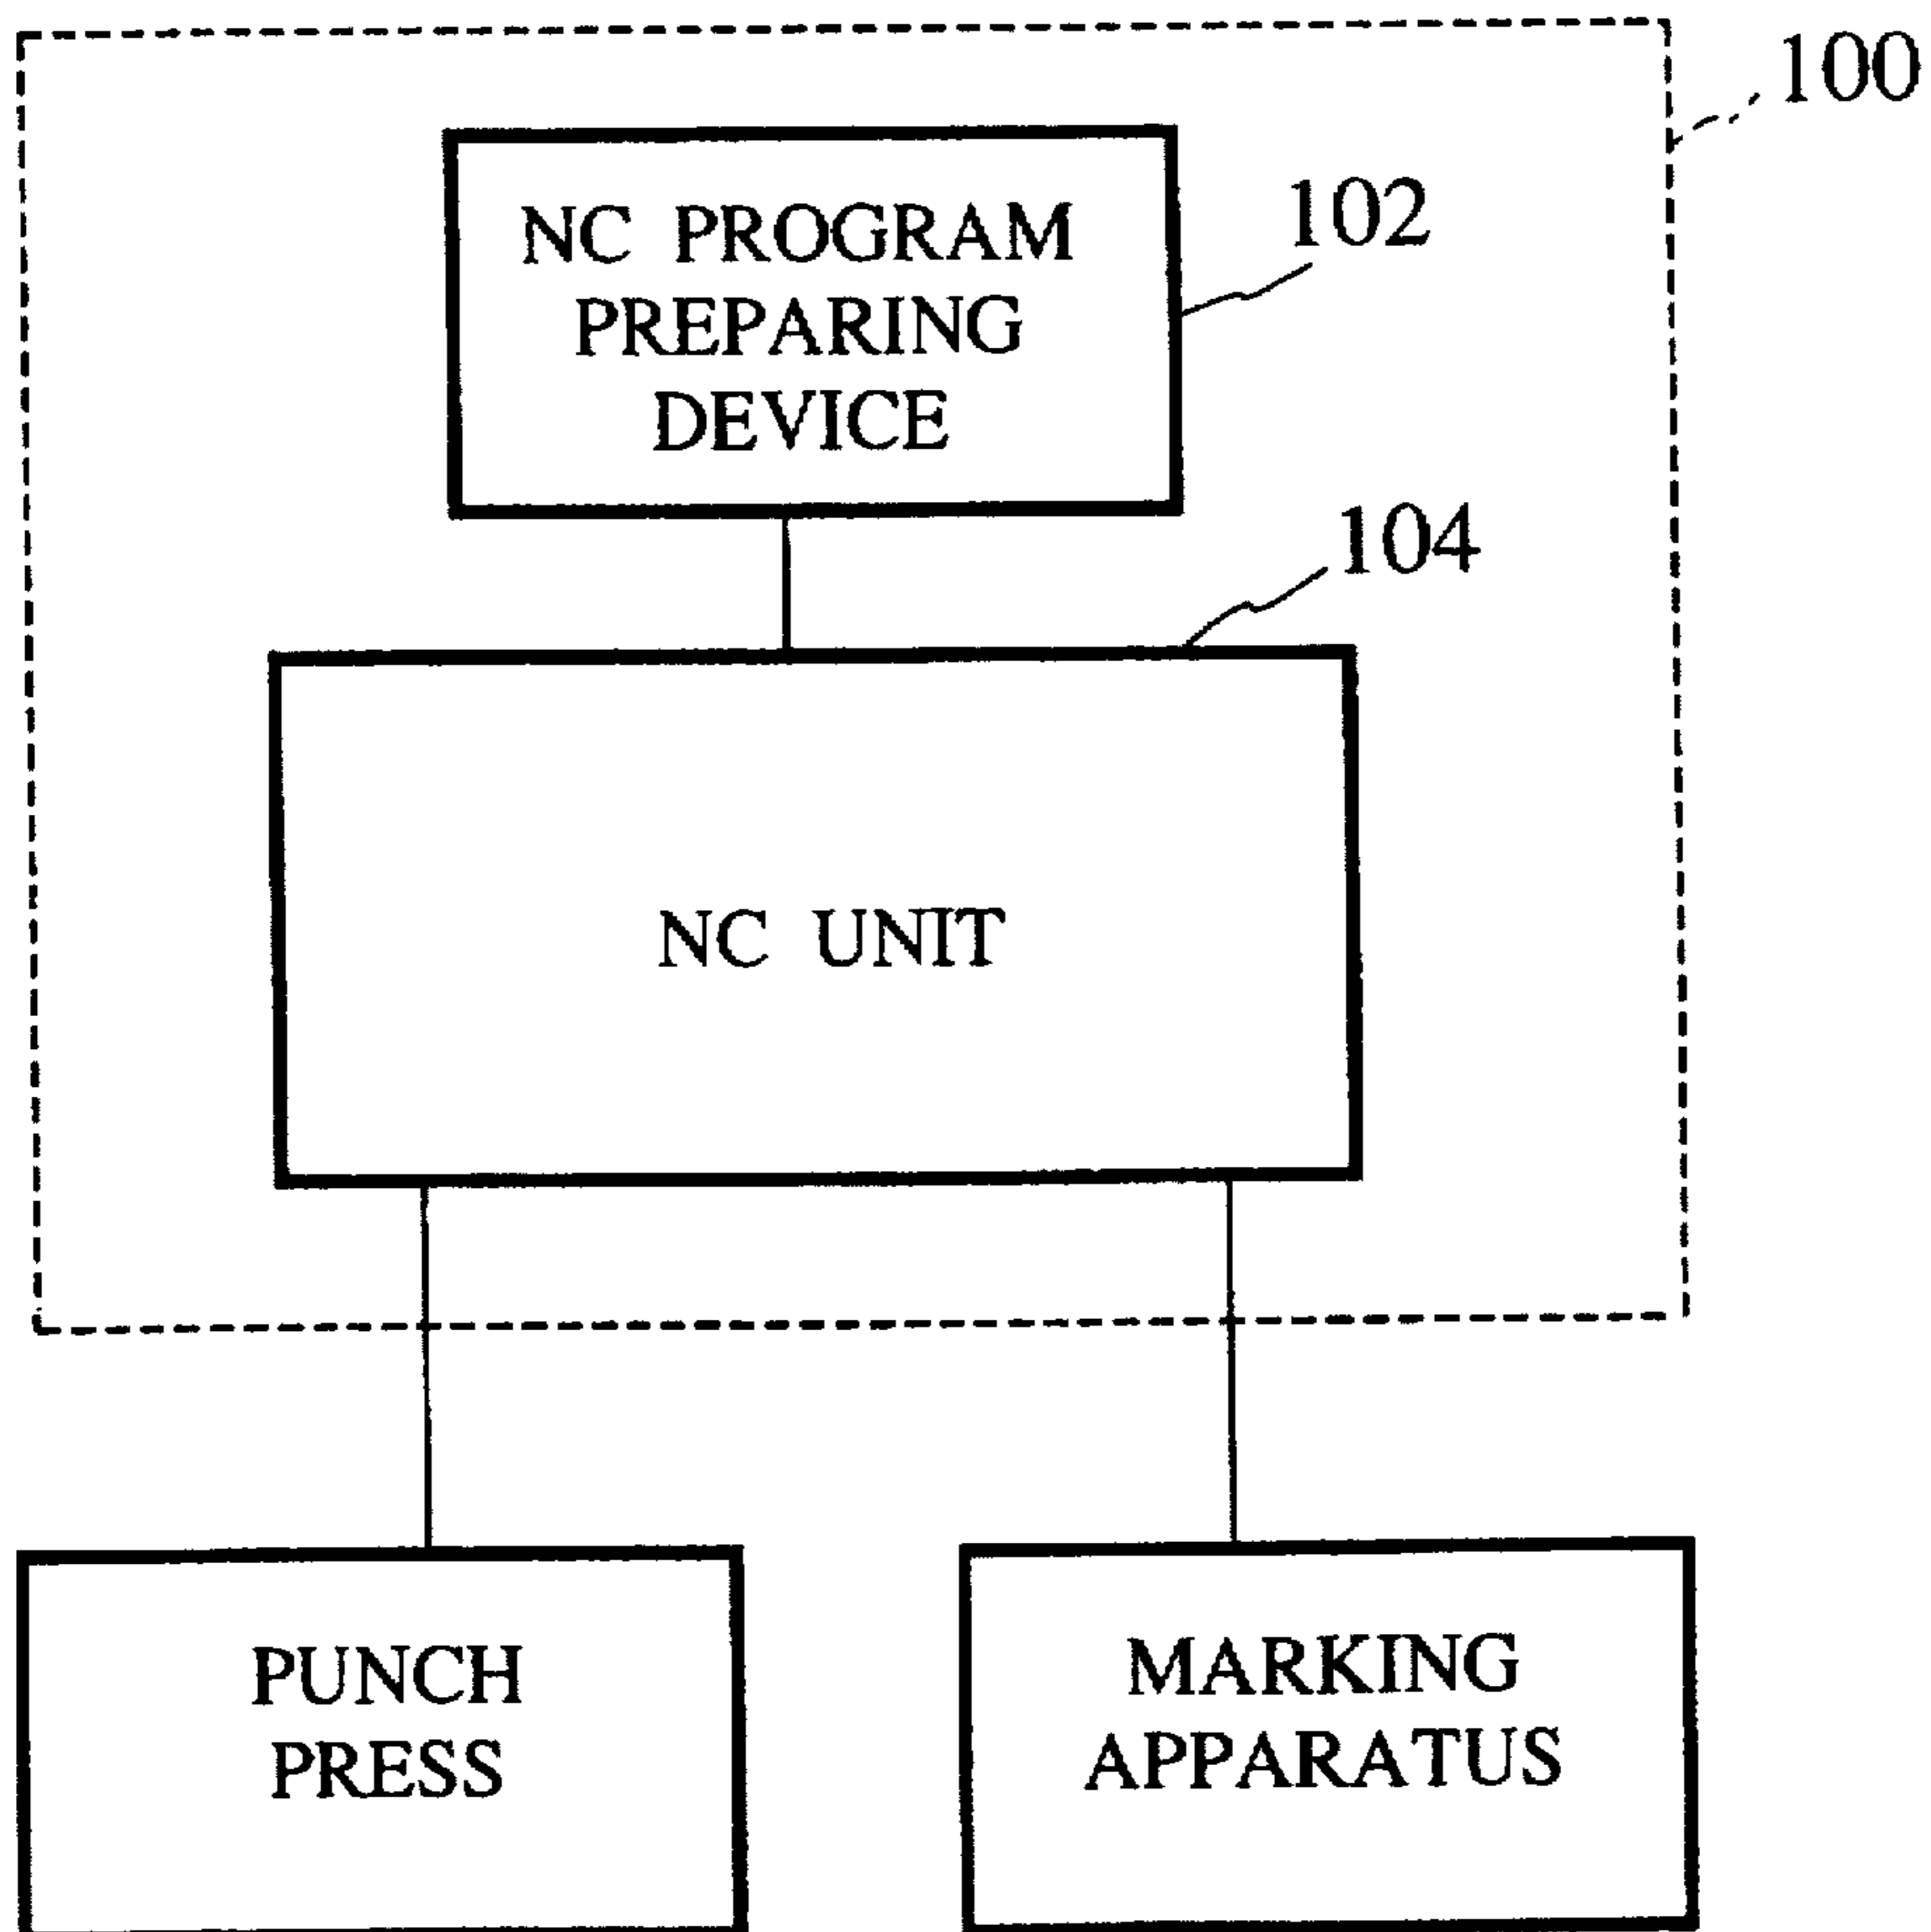 100
NC PROGRAM
PREPARING
DEVICE
102
104
NC UNIT
PUNCH
PRESS
MARKING
APPARATUS